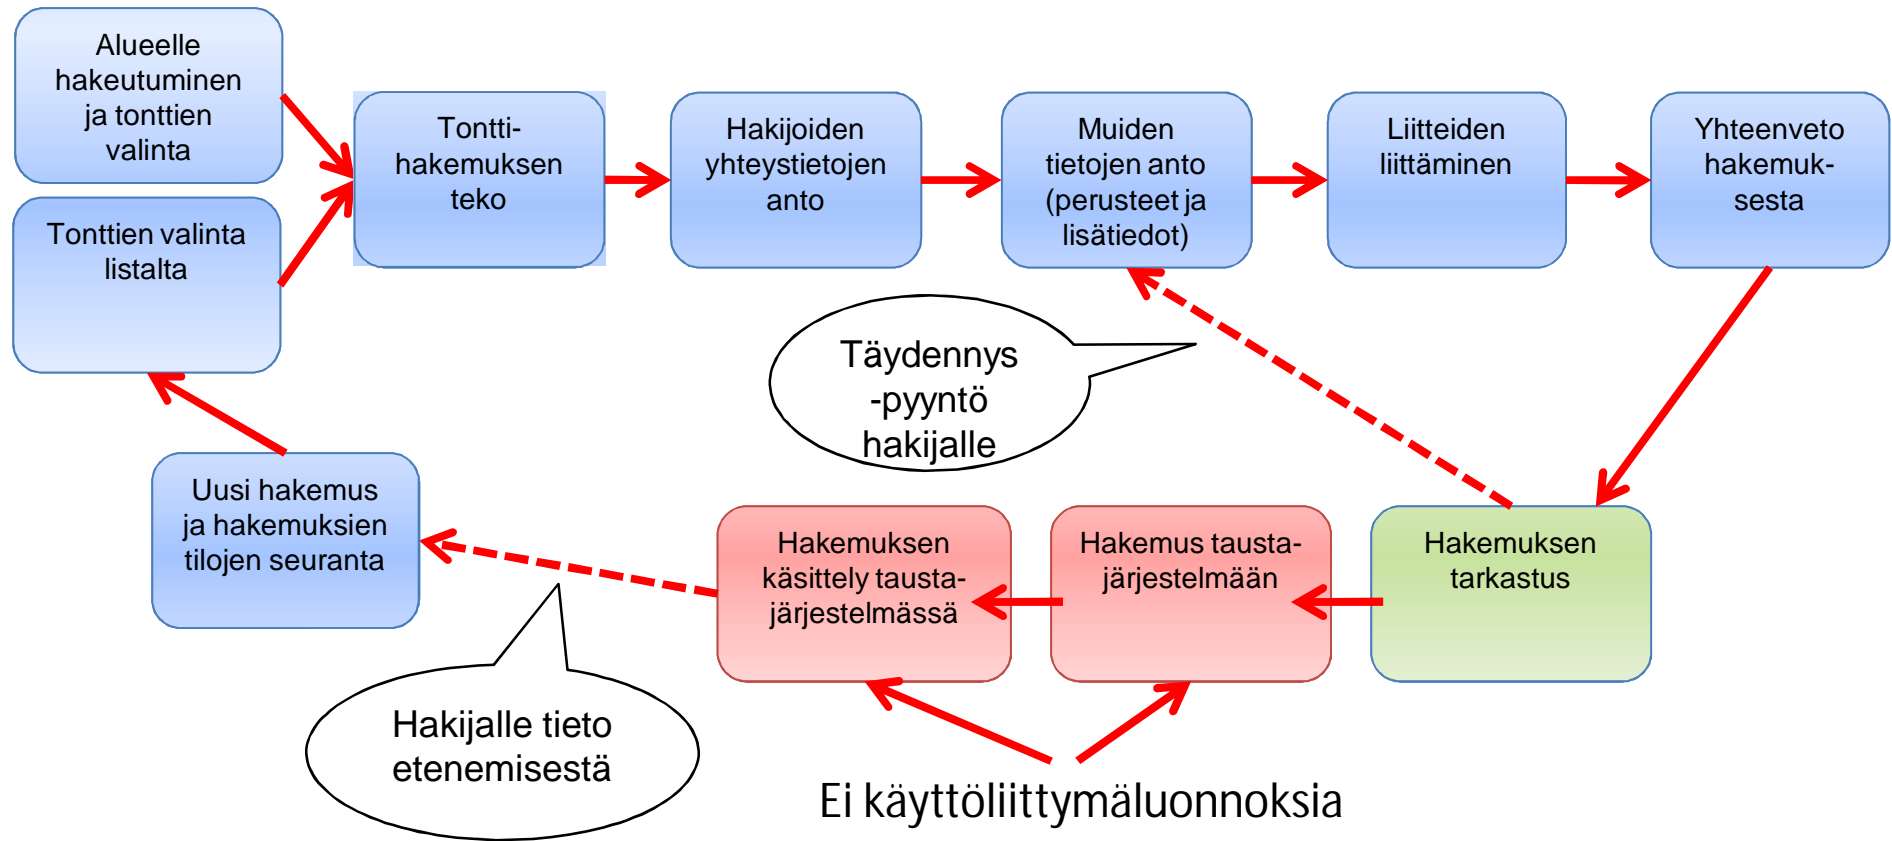 Alueelle
hakeutuminen
ja tonttien
valinta
Tonttien valinta
listalta
Tontti-
hakemuksen
teko
Hakijoiden
yhteystietojen
anto
Muiden
tietojen anto
(perusteet ja
lisätiedot)
Liitteiden
liittäminen
Yhteenveto
hakemuk-
sesta
Täydennys
-pyyntö
hakijalle
Uusi hakemus
ja hakemuksien
tilojen seuranta
Hakemuksen
käsittely tausta-
järjestelmässä
Hakemus tausta-
järjestelmään
Hakemuksen
tarkastus
Hakijalle tieto
etenemisestä
Ei käyttöliittymäluonnoksia